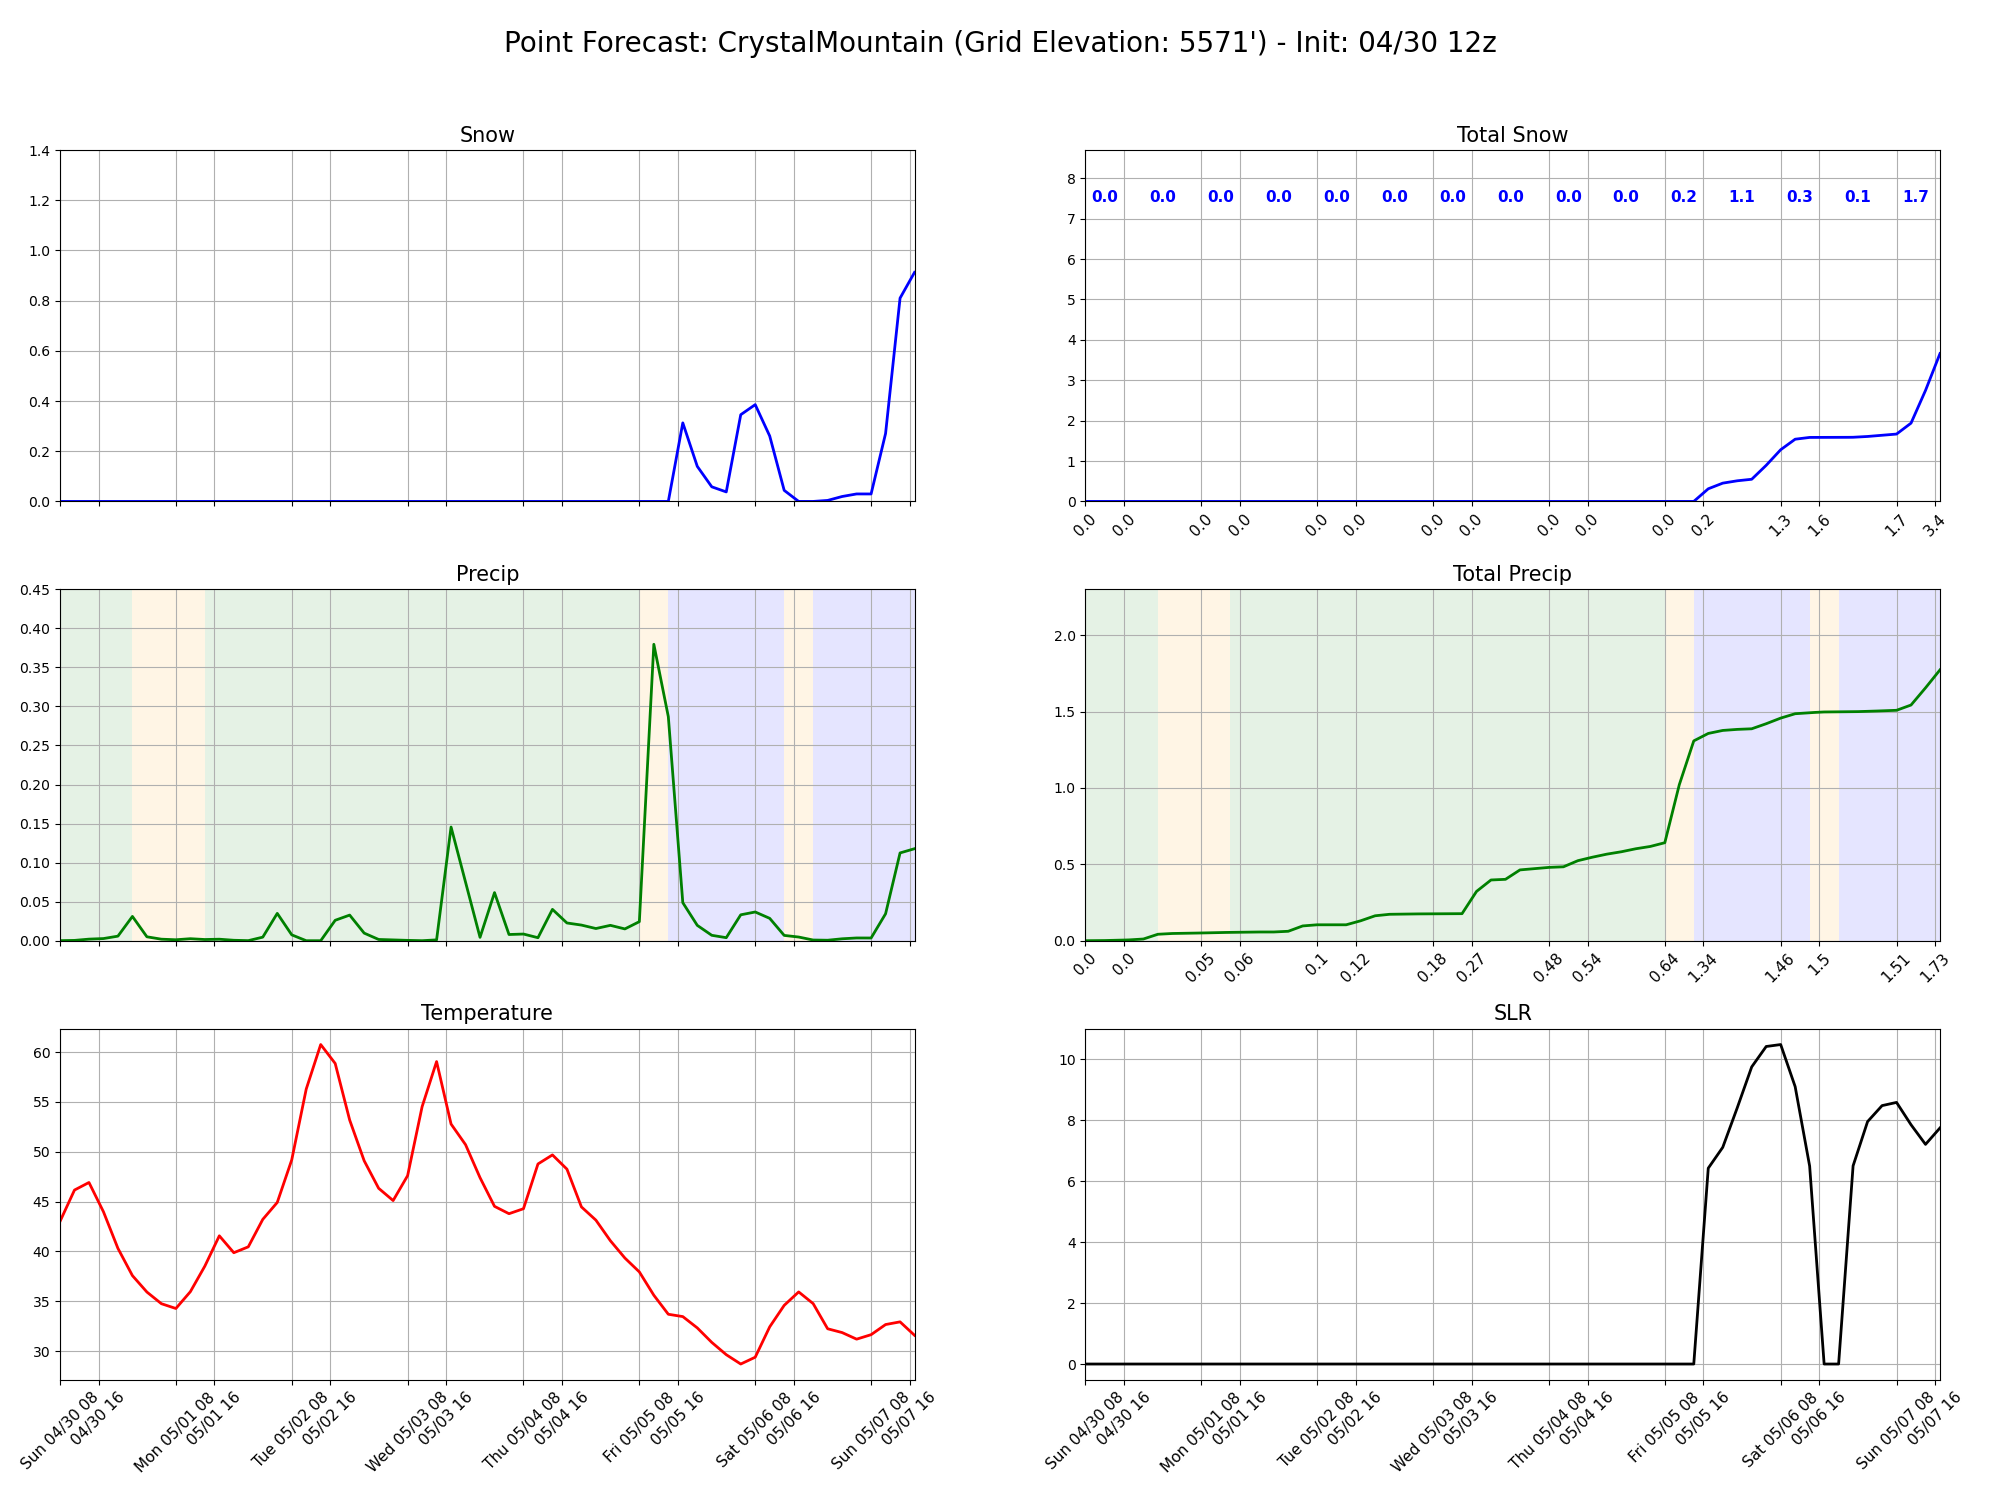 Point Forecast: CrystalMountain (Grid Elevation: 5571') - Init: 04/30 12z
Snow
1.4
1.2
1.0
0.8
0.6
0.4
0.2
0.0
Total Snow
8
7
6
5
4
3
2
1
0
0.0 0.0 0.0 0.0 0.0 0.0 0.0 0.0 0.0 0.0 0.2 1.1 0.3 0.1 1.7
0.0 0.0 0.0 0.0 0.0 0.0 0.0 0.0 0.0 0.0 0.0 0.2 1.3 1.6 1.7 3.4
Precip
0.45
0.40
0.35
0.30
0.25
0.20
0.15
0.10
0.05
0.00
Total Precip
2.0
1.5
1.0
0.5
0.0
0.0 0.0 0.05 0.06 0.1 0.12 0.18 0.27 0.48 0.54 0.64 1.34 1.46 1.5 1.51 1.73
Temperature
60
55
50
45
40
35
30
Sun 04/30 08
04/30 16
Mon 05/01 08
05/01 16
Tue 05/02 08
05/02 16
Wed 05/03 08
05/03 16
Thu 05/04 08
05/04 16
Fri 05/05 08
05/05 16
Sat 05/06 08
05/06 16
Sun 05/07 08
05/07 16
SLR
10
8
6
4
2
0
Sun 04/30 08
04/30 16
Mon 05/01 08
05/01 16
Tue 05/02 08
05/02 16
Wed 05/03 08
05/03 16
Thu 05/04 08
05/04 16
Fri 05/05 08
05/05 16
Sat 05/06 08
05/06 16
Sun 05/07 08
05/07 16